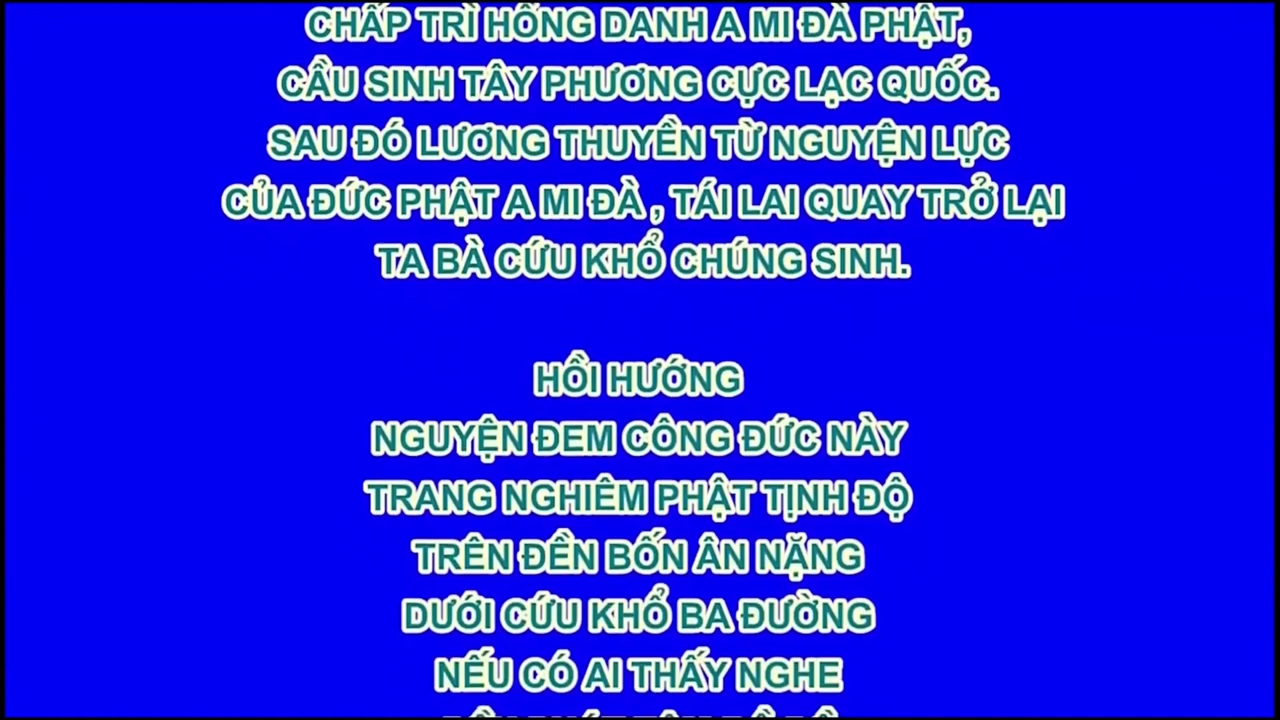 CHẤP TRÌ HỒNG DANH A MI ĐÀ PHẬT,
CẦU SINH TÂY PHƯƠNG CỰC LẠC QUỐC.
SAU ĐÓ LƯƠNG THUYỀN TỪ NGUYỆN LỰC
CỦA ĐỨC PHẬT A MI ĐÀ , TÁI LAI QUAY TRỞ LẠI
TA BÀ CỨU KHỔ CHÚNG SINH.
HỒI HƯỚNG
NGUYỆN ĐEM CÔNG ĐỨC NÀY
TRANG NGHIÊM PHẬT TỊNH ĐỘ
TRÊN ĐỀN BỐN ÂN NẶNG
DƯỚI CỨU KHỔ BA ĐƯỜNG
NẾU CÓ AI THẤY NGHE